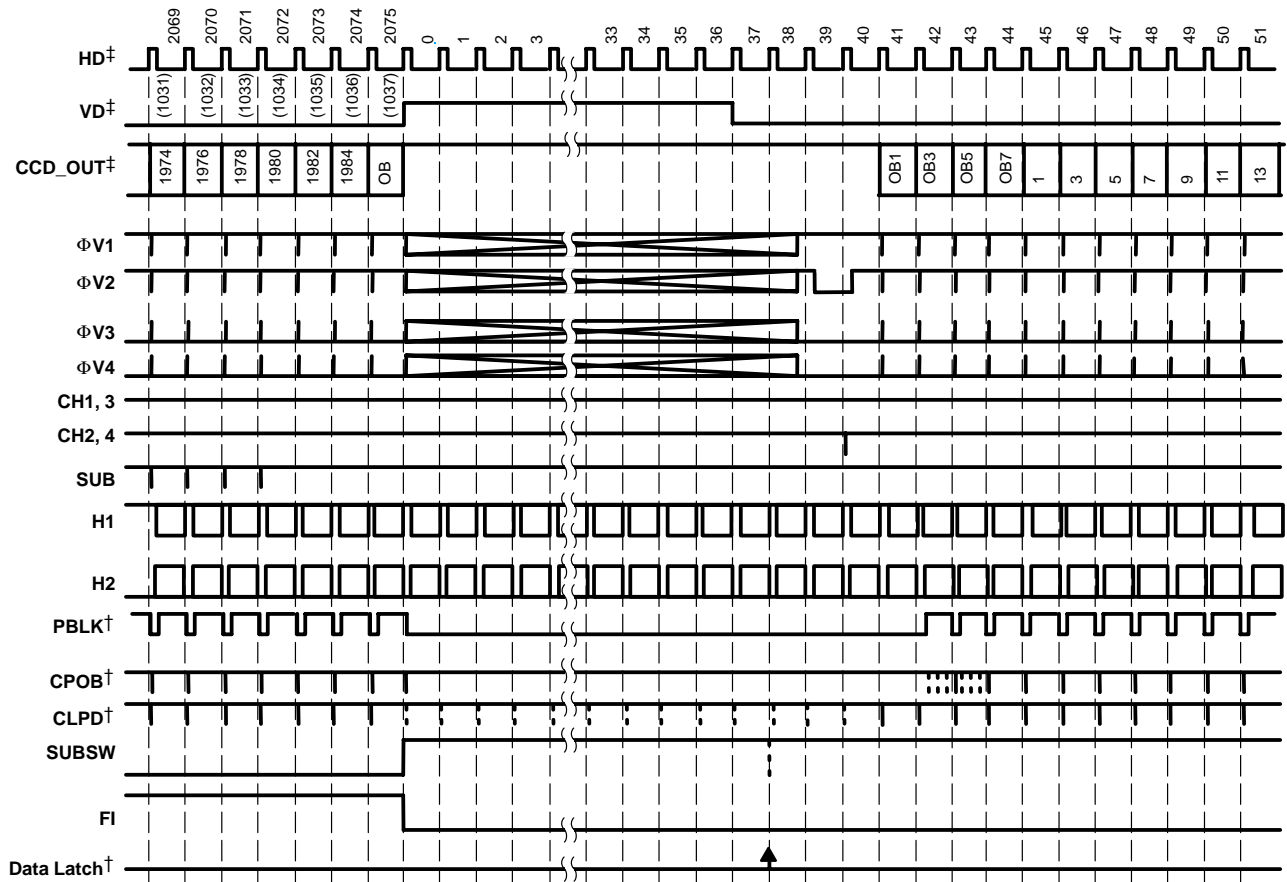 HD‡
2069 2070 2071 2072 2073 2074 2075 0 1 2 3 33 34 35 36 37 38 39 40 41 42 43 44 45 46 47 48 49 50 51
(1031) (1032) (1033) (1034) (1035) (1036) (1037)
VD‡
CCD_OUT‡
1974 1976 1978 1980 1982 1984 OB OB1 OB3 OB5 OB7 1 3 5 7 9 11 13
ΦV1
ΦV2
ΦV3
ΦV4
CH1, 3
CH2, 4
SUB
H1
H2
PBLK†
CPOB†
CLPD†
SUBSW
FI
Data Latch†